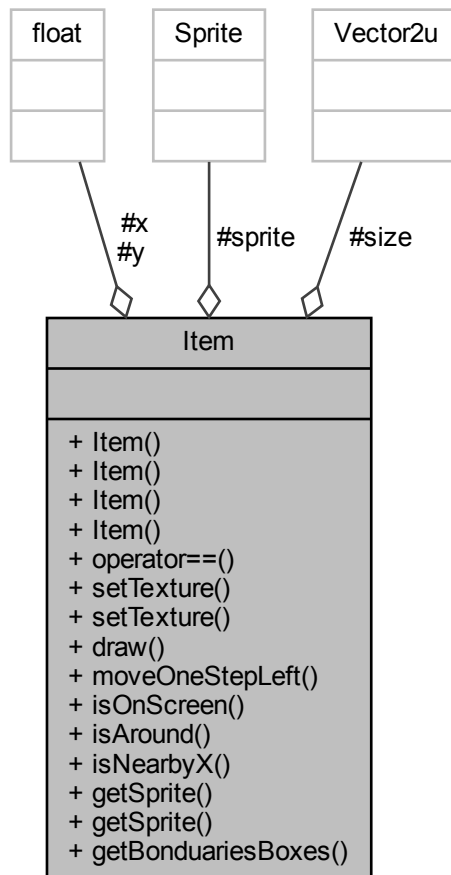 float
Sprite
Vector2u
#x
#y
#sprite
#size
Item
+ Item()
+ Item()
+ Item()
+ Item()
+ operator==()
+ setTexture()
+ setTexture()
+ draw()
+ moveOneStepLeft()
+ isOnScreen()
+ isAround()
+ isNearbyX()
+ getSprite()
+ getSprite()
+ getBonduariesBoxes()